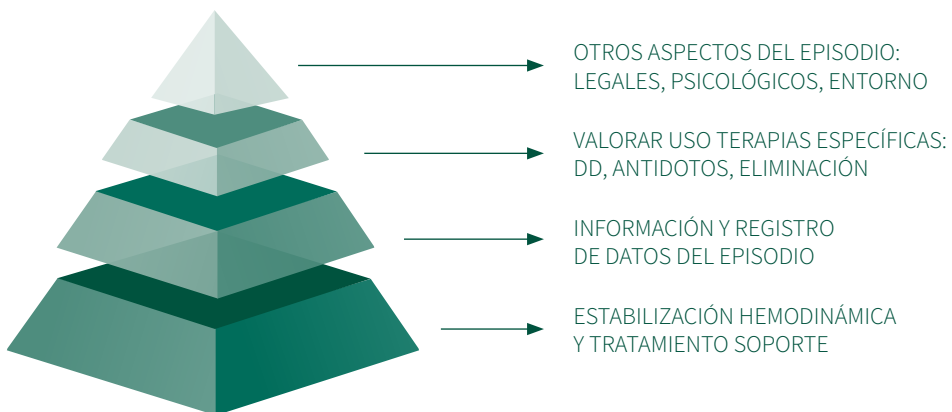 OTROS ASPECTOS DEL EPISODIO:
LEGALES, PSICOLÓGICOS, ENTORNO
VALORAR USO TERAPIAS ESPECÍFICAS:
DD, ANTIDOTOS, ELIMINACIÓN
INFORMACIÓN Y REGISTRO
DE DATOS DEL EPISODIO
ESTABILIZACIÓN HEMODINÁMICA
Y TRATAMIENTO SOPORTE